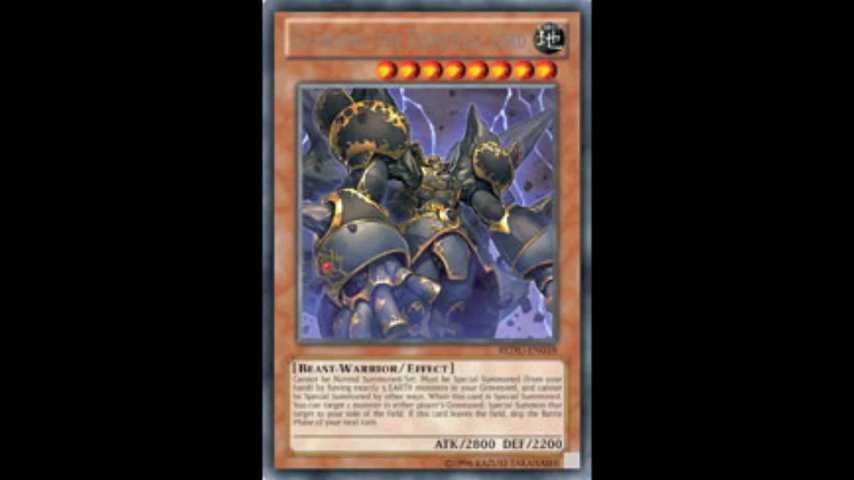 地
REDU-EN018
[BEAST-WARRIOR/EFFECT]
Cannot be Normal Summoned/Set. Must be Special Summoned (from your
hand) by having exactly 5 EARTH monsters in your Graveyard, and cannot
be Special Summoned by other ways. When this card is Special Summoned:
You can target 1 monster in either player's Graveyard; Special Summon that
target to your side of the field. If this card leaves the field, skip the Battle
Phase of your next turn.
ATK/2800 DEF/2200
©1996 KAZUKI TAKAHASHI